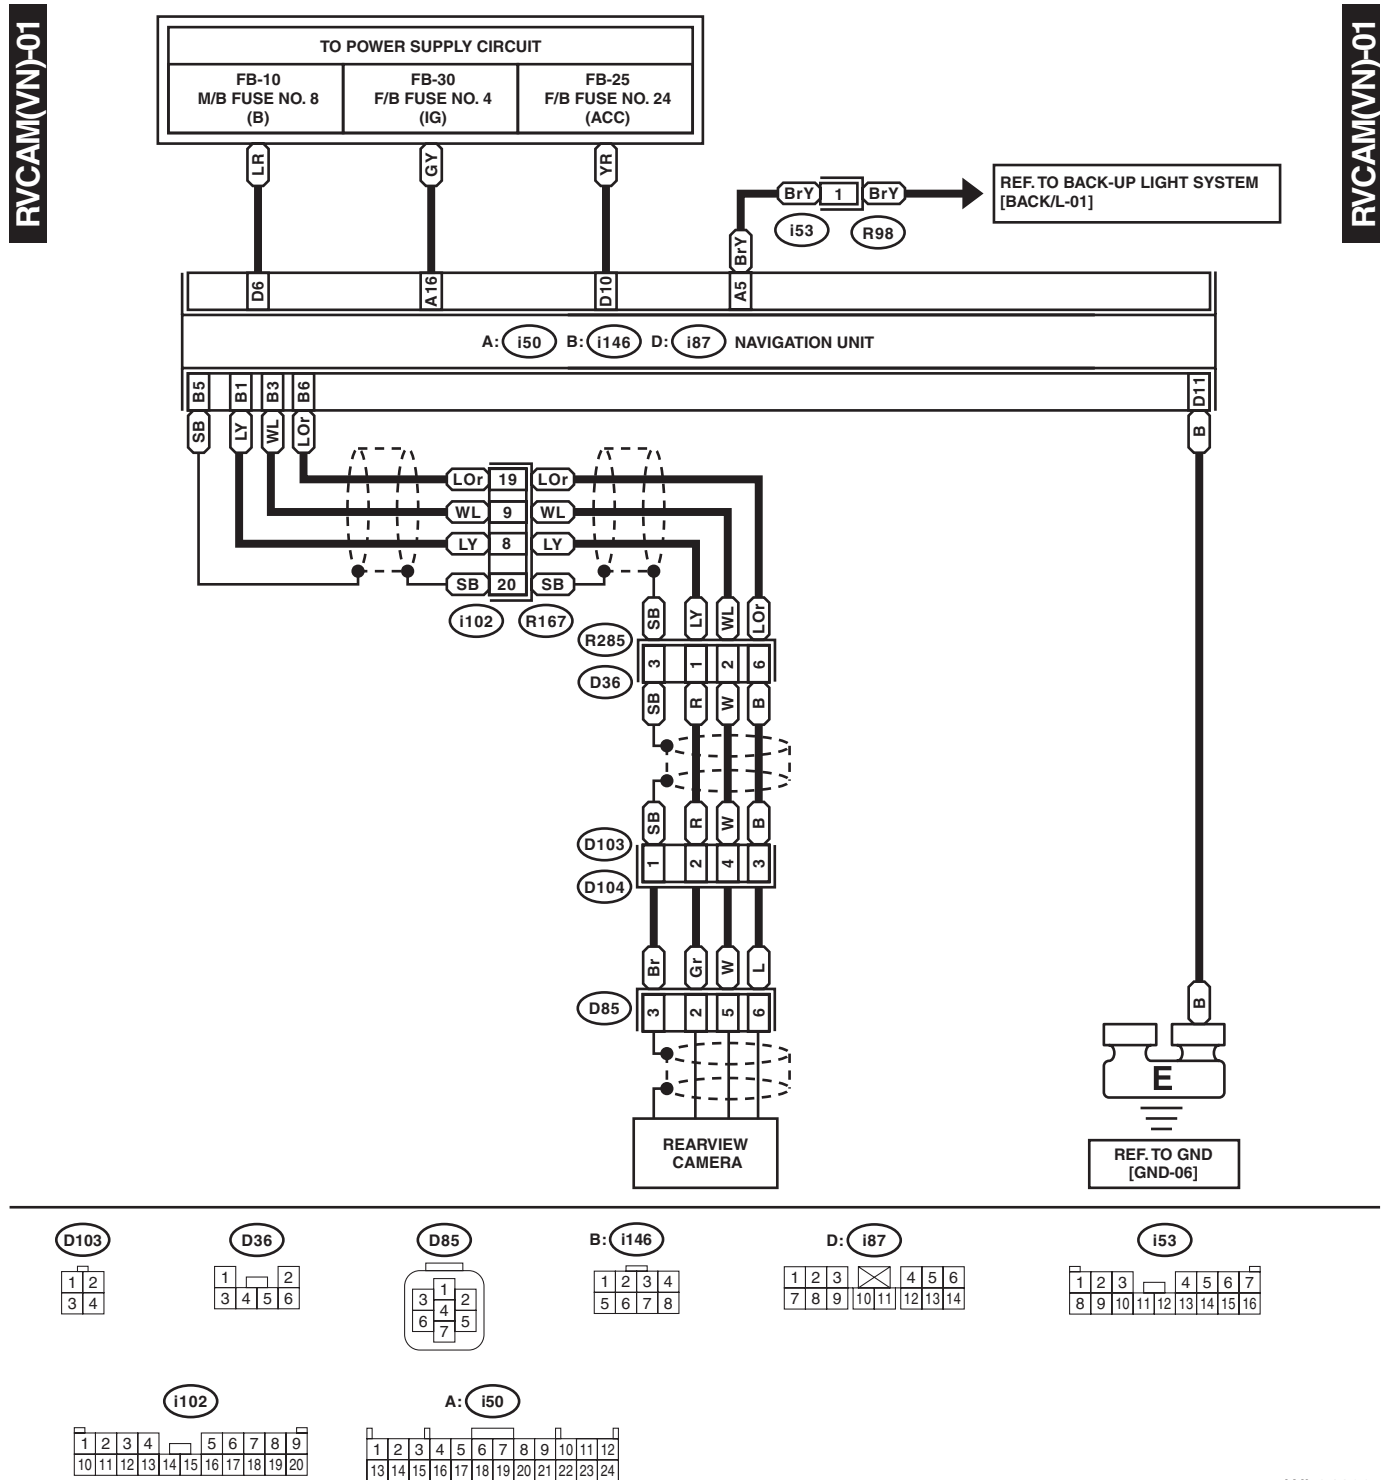 RVCAM(VN)-01
RVCAM(VN)-01
TO POWER SUPPLY CIRCUIT
FB-10 FB-30 FB-25
M/B FUSE NO. 8 F/B FUSE NO. 4 F/B FUSE NO. 24
(B) (IG) (ACC)
LR GY YR
BrY 1 BrY
i53 R98
REF. TO BACK-UP LIGHT SYSTEM
[BACK/L-01]
BrY
D6 A16 D10 A5
A: i50 B: i146 D: i87 NAVIGATION UNIT
B5 B1 B3 B6 D11
SB LY WL LOr B
LOr 19 LOr
WL 9 WL
LY 8 LY
SB 20 SB
i102 R167
SB LY WL LOr
R285
3 1 2 6
D36
SB R W B
SB R W B
D103
1 2 4 3
D104
Br Gr W L
D85
3 2 5 6
B
E
REARVIEW
CAMERA
REF. TO GND
[GND-06]
D103 D36 D85 B: i146 D: i87 i53
1 2
3 4
1 2
3 4 5 6
1
3 2
4
6 5
7
1 2 3 4
5 6 7 8
1 2 3 4 5 6
7 8 9 10 11 12 13 14
1 2 3 4 5 6 7
8 9 10 11 12 13 14 15 16
i102 A: i50
1 2 3 4 5 6 7 8 9
10 11 12 13 14 15 16 17 18 19 20
1 2 3 4 5 6 7 8 9 10 11 12
13 14 15 16 17 18 19 20 21 22 23 24